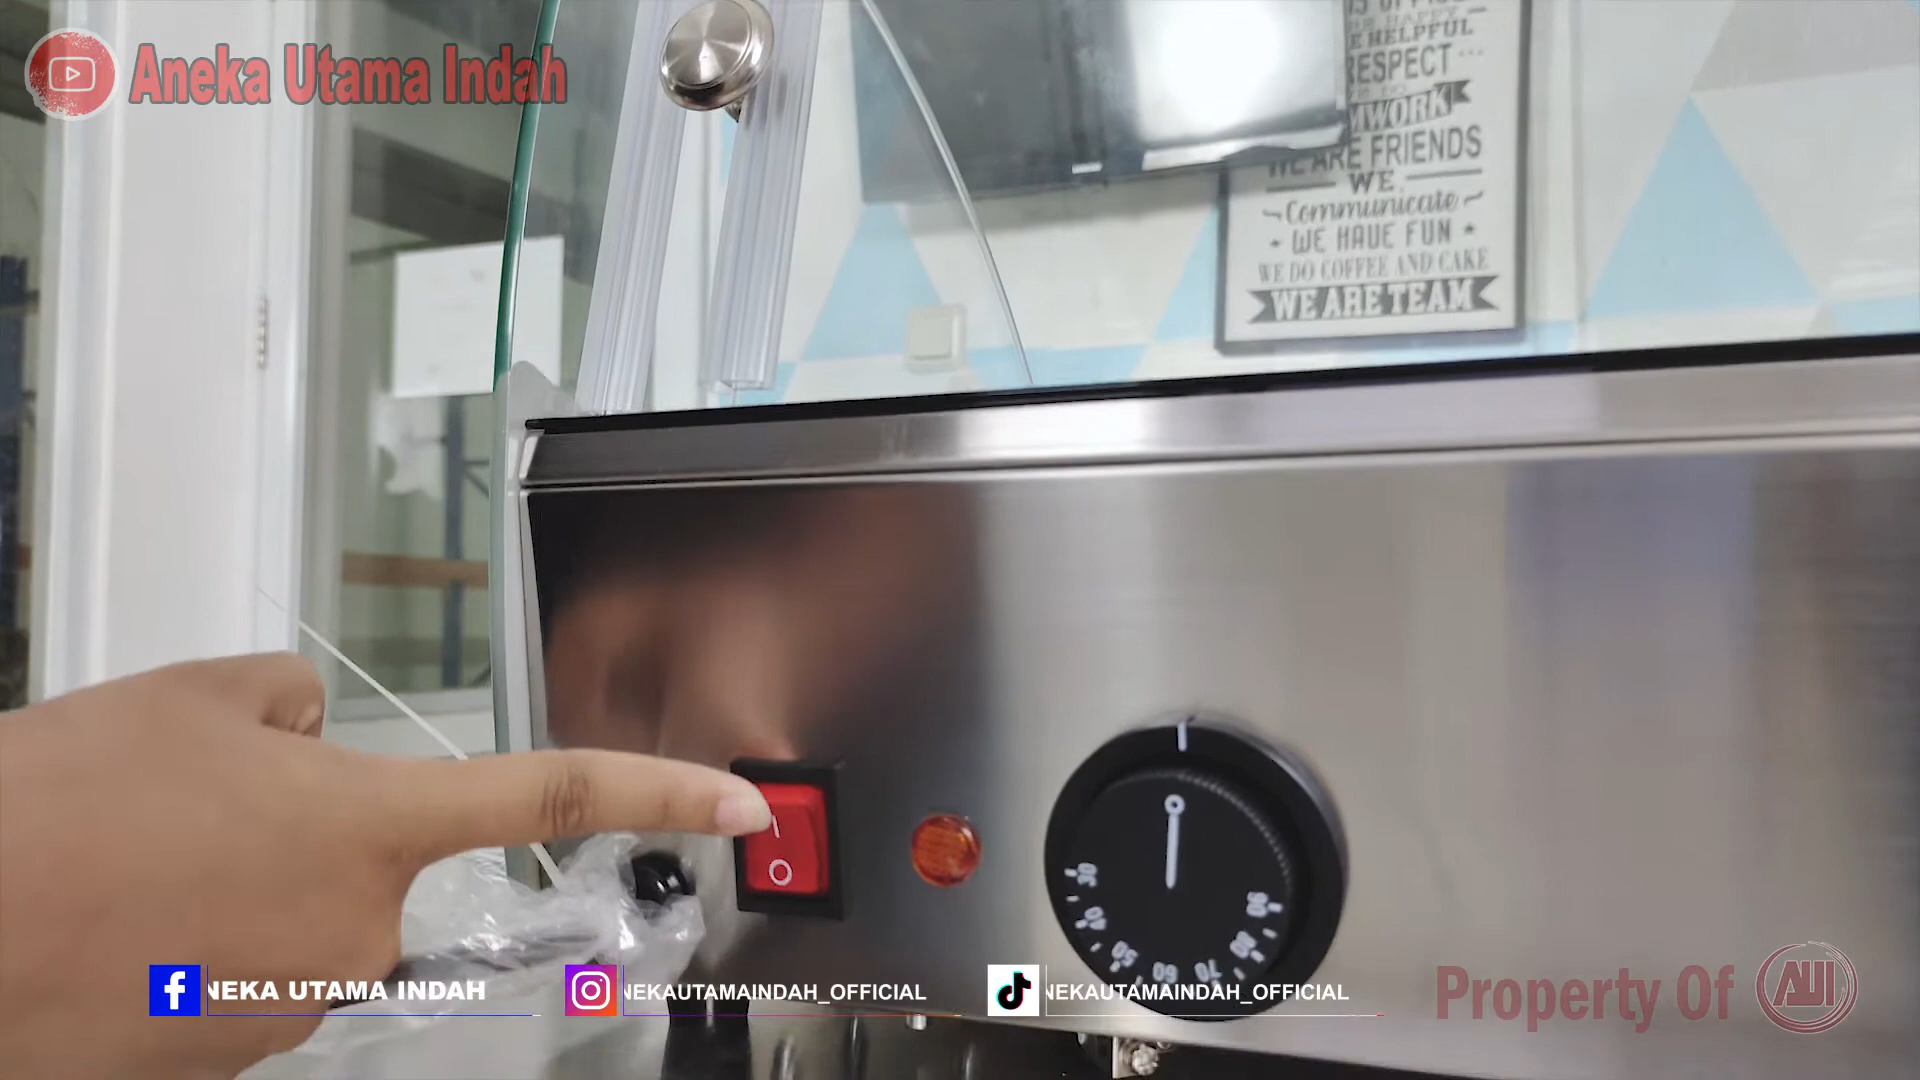 Aneka Utama Indah
HELPFUL
RESPECT
WE ARE FRIENDS
WE
Communicate
WE HAVE FUN
WE DO COFFEE AND CAKE
WE ARE TEAM
I
O
O
30
40
50
60
70
80
90
NEKA UTAMA INDAH
NEKAUTAMAINDAH_OFFICIAL
NEKAUTAMAINDAH_OFFICIAL
Property Of AUI